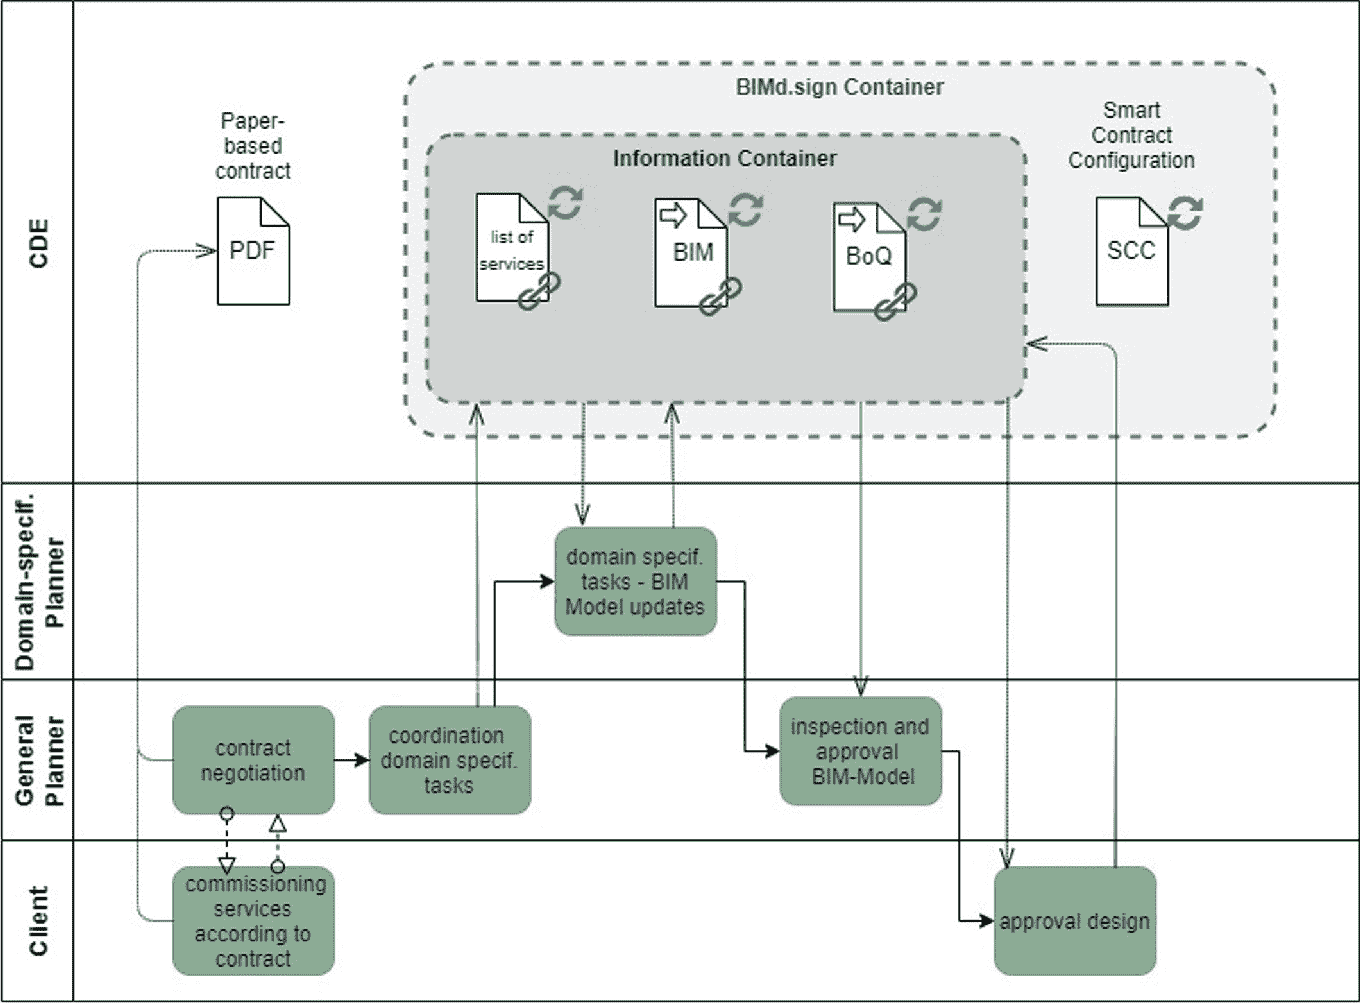 CDE
BIMd.sign Container
Paper-
based
contract
PDF
Information Container
list of
services
BIM
BoQ
Smart
Contract
Configuration
SCC
Domain-specif.
Planner
domain specif.
tasks - BIM
Model updates
General
Planner
contract
negotiation
coordination
domain specif.
tasks
inspection and
approval
BIM-Model
Client
commissioning
services
according to
contract
approval design